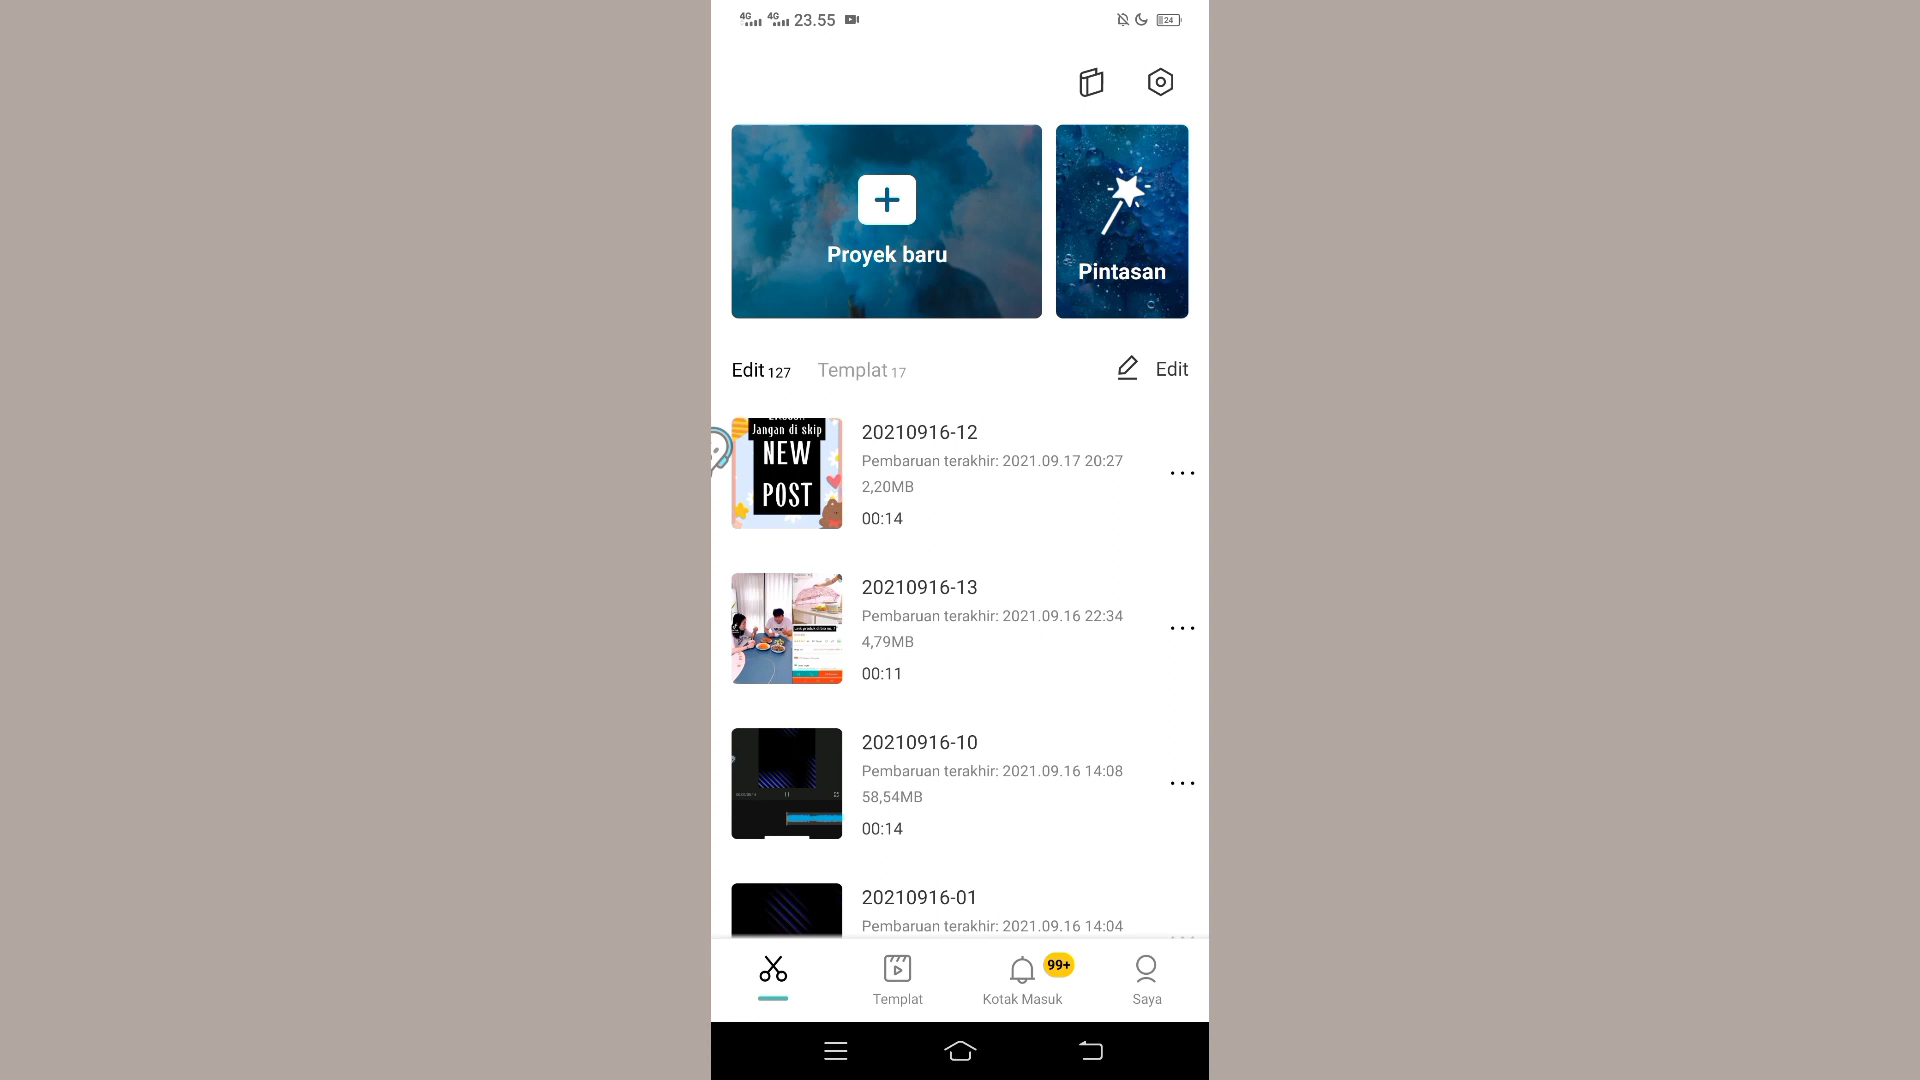 4G 4G 23.55 24
Proyek baru
Pintasan
Edit 127 Templat 17 Edit
Jangan di skip
NEW
POST
20210916-12
Pembaruan terakhir: 2021.09.17 20:27
2,20MB
00:14
20210916-13
Pembaruan terakhir: 2021.09.16 22:34
4,79MB
00:11
20210916-10
Pembaruan terakhir: 2021.09.16 14:08
58,54MB
00:14
20210916-01
Pembaruan terakhir: 2021.09.16 14:04
99+
Templat Kotak Masuk Saya